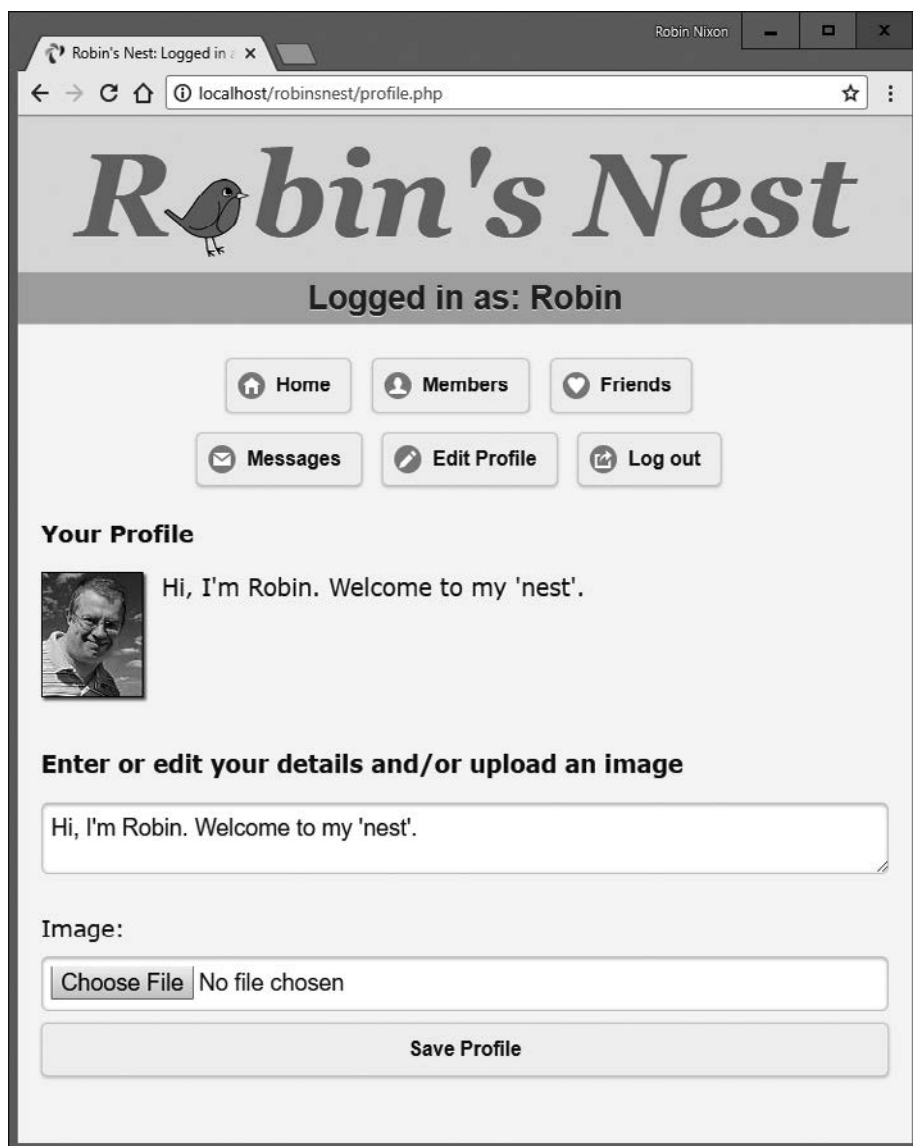 Robin Nixon
Robin's Nest: Logged in a
localhost/robinsnest/profile.php
Robin's Nest
Logged in as: Robin
Home Members Friends
Messages Edit Profile Log out
Your Profile
Hi, I'm Robin. Welcome to my 'nest'.
Enter or edit your details and/or upload an image
Hi, I'm Robin. Welcome to my 'nest'.
Image:
Choose File No file chosen
Save Profile